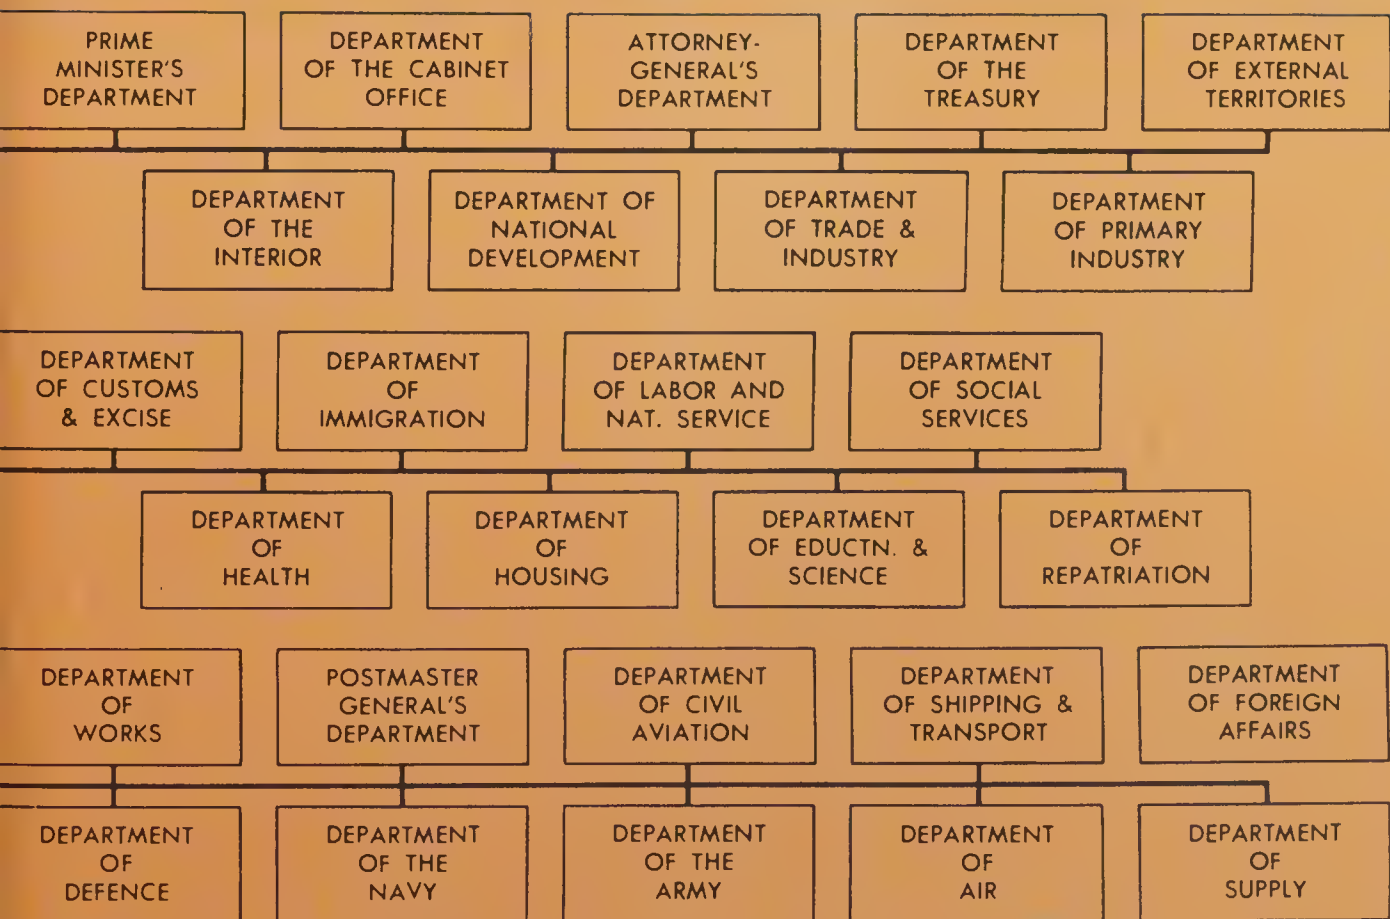 PRIME
MINISTER'S
DEPARTMENT
DEPARTMENT
OF THE CABINET
OFFICE
ATTORNEY-
GENERAL'S
DEPARTMENT
DEPARTMENT
OF THE
TREASURY
DEPARTMENT
OF EXTERNAL
TERRITORIES
DEPARTMENT
OF THE
INTERIOR
DEPARTMENT OF
NATIONAL
DEVELOPMENT
DEPARTMENT
OF TRADE &
INDUSTRY
DEPARTMENT
OF PRIMARY
INDUSTRY
DEPARTMENT
OF CUSTOMS
& EXCISE
DEPARTMENT
OF
IMMIGRATION
DEPARTMENT
OF LABOR AND
NAT. SERVICE
DEPARTMENT
OF SOCIAL
SERVICES
DEPARTMENT
OF
HEALTH
DEPARTMENT
OF
HOUSING
DEPARTMENT
OF EDUCTN. &
SCIENCE
DEPARTMENT
OF
REPATRIATION
DEPARTMENT
OF
WORKS
POSTMASTER
GENERAL'S
DEPARTMENT
DEPARTMENT
OF CIVIL
AVIATION
DEPARTMENT
OF SHIPPING &
TRANSPORT
DEPARTMENT
OF FOREIGN
AFFAIRS
DEPARTMENT
OF
DEFENCE
DEPARTMENT
OF THE
NAVY
DEPARTMENT
OF THE
ARMY
DEPARTMENT
OF
AIR
DEPARTMENT
OF
SUPPLY